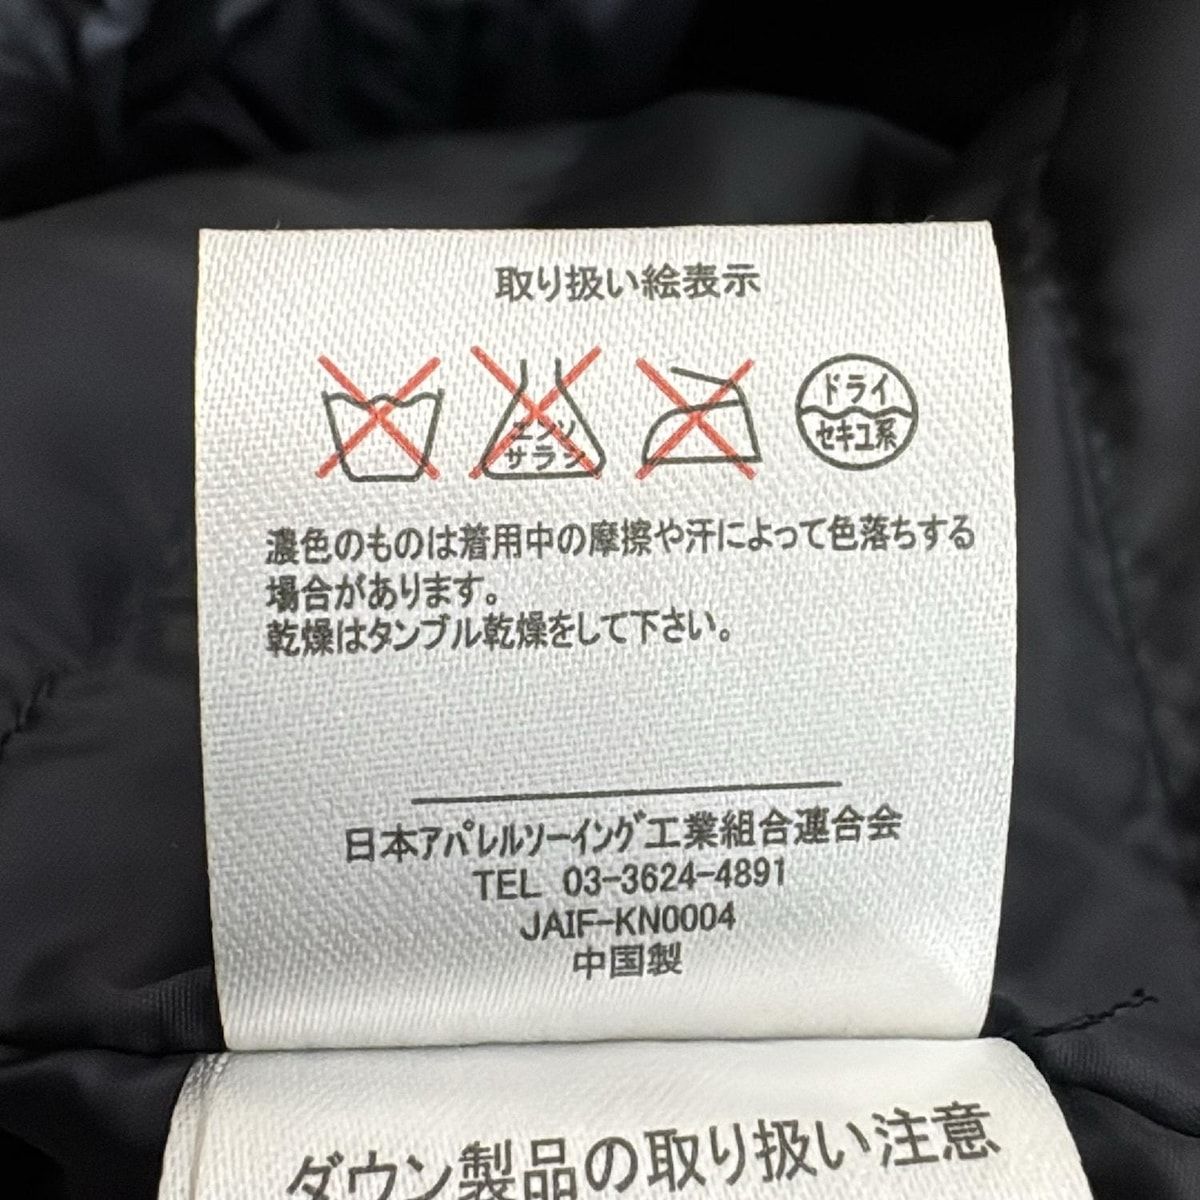 取り扱い絵表示
エンソ
サラシ
ドライ
セキユ系
濃色のものは着用中の摩擦や汗によって色落ちする
場合があります。
乾燥はタンブル乾燥をして下さい。
日本アパレルソーイング工業組合連合会
TEL 03-3624-4891
JAIF-KN0004
中国製
ダウン製品の取り扱い注意